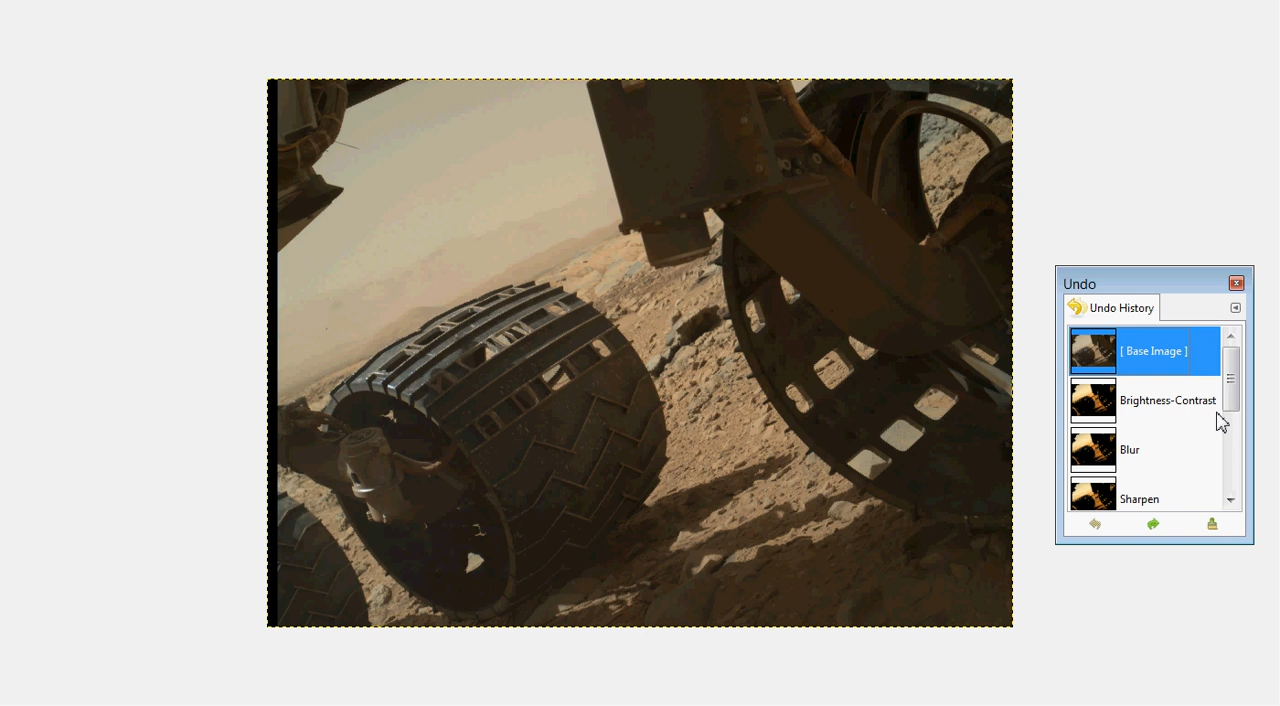 Undo
Undo History
[ Base Image ]
Brightness-Contrast
Blur
Sharpen